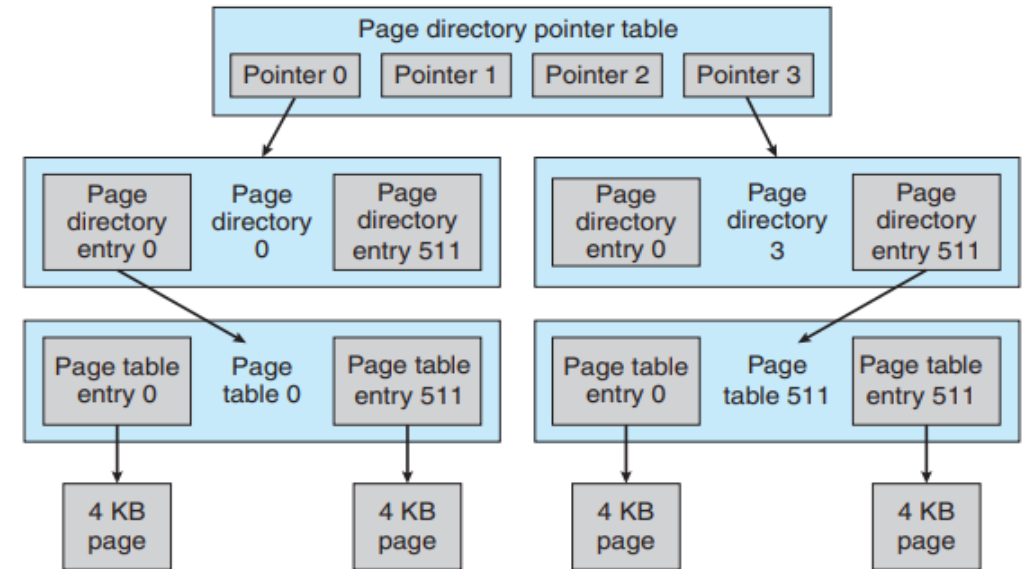 Page directory pointer table
Pointer 0
Pointer 1
Pointer 2
Pointer 3
Page
directory
entry 0
Page
directory
0
Page
directory
entry 511
Page
directory
entry 0
Page
directory
3
Page
directory
entry 511
Page table
entry 0
Page
table 0
Page table
entry 511
Page table
entry 0
Page
table 511
Page table
entry 511
4 KB
page
4 KB
page
4 KB
page
4 KB
page